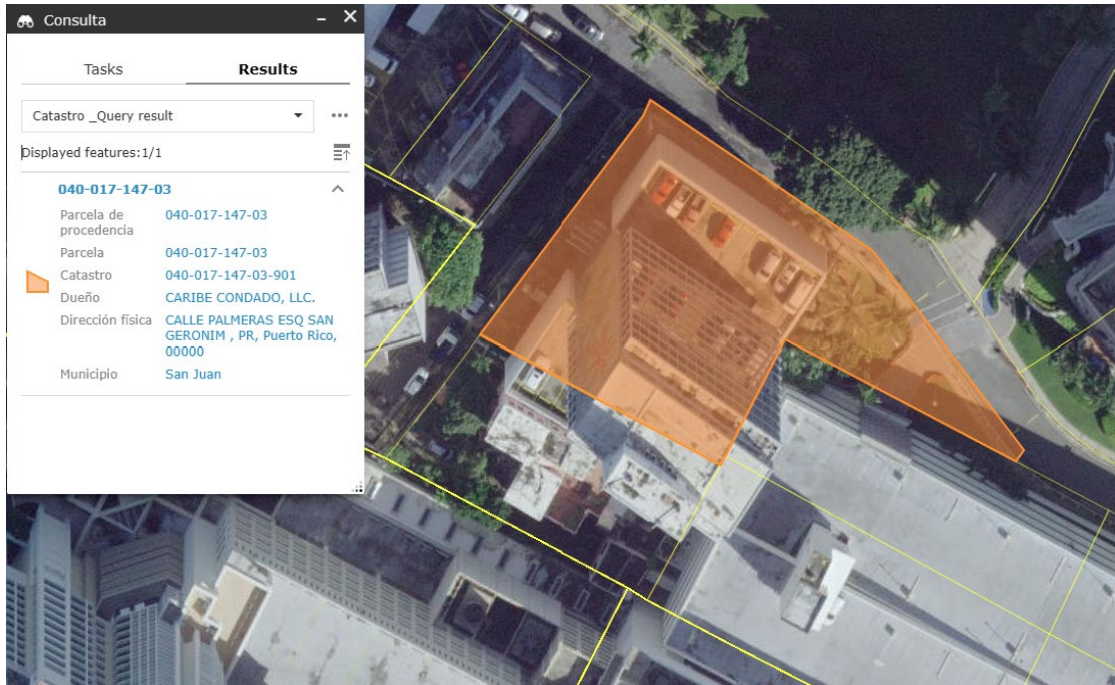 Consulta
Tasks Results
Catastro _Query result
Displayed features:1/1
040-017-147-03
Parcela de procedencia 040-017-147-03
Parcela 040-017-147-03
Catastro 040-017-147-03-901
Dueño CARIBE CONDADO, LLC.
Dirección física CALLE PALMERAS ESQ SAN
GERONIM , PR, Puerto Rico,
00000
Municipio San Juan